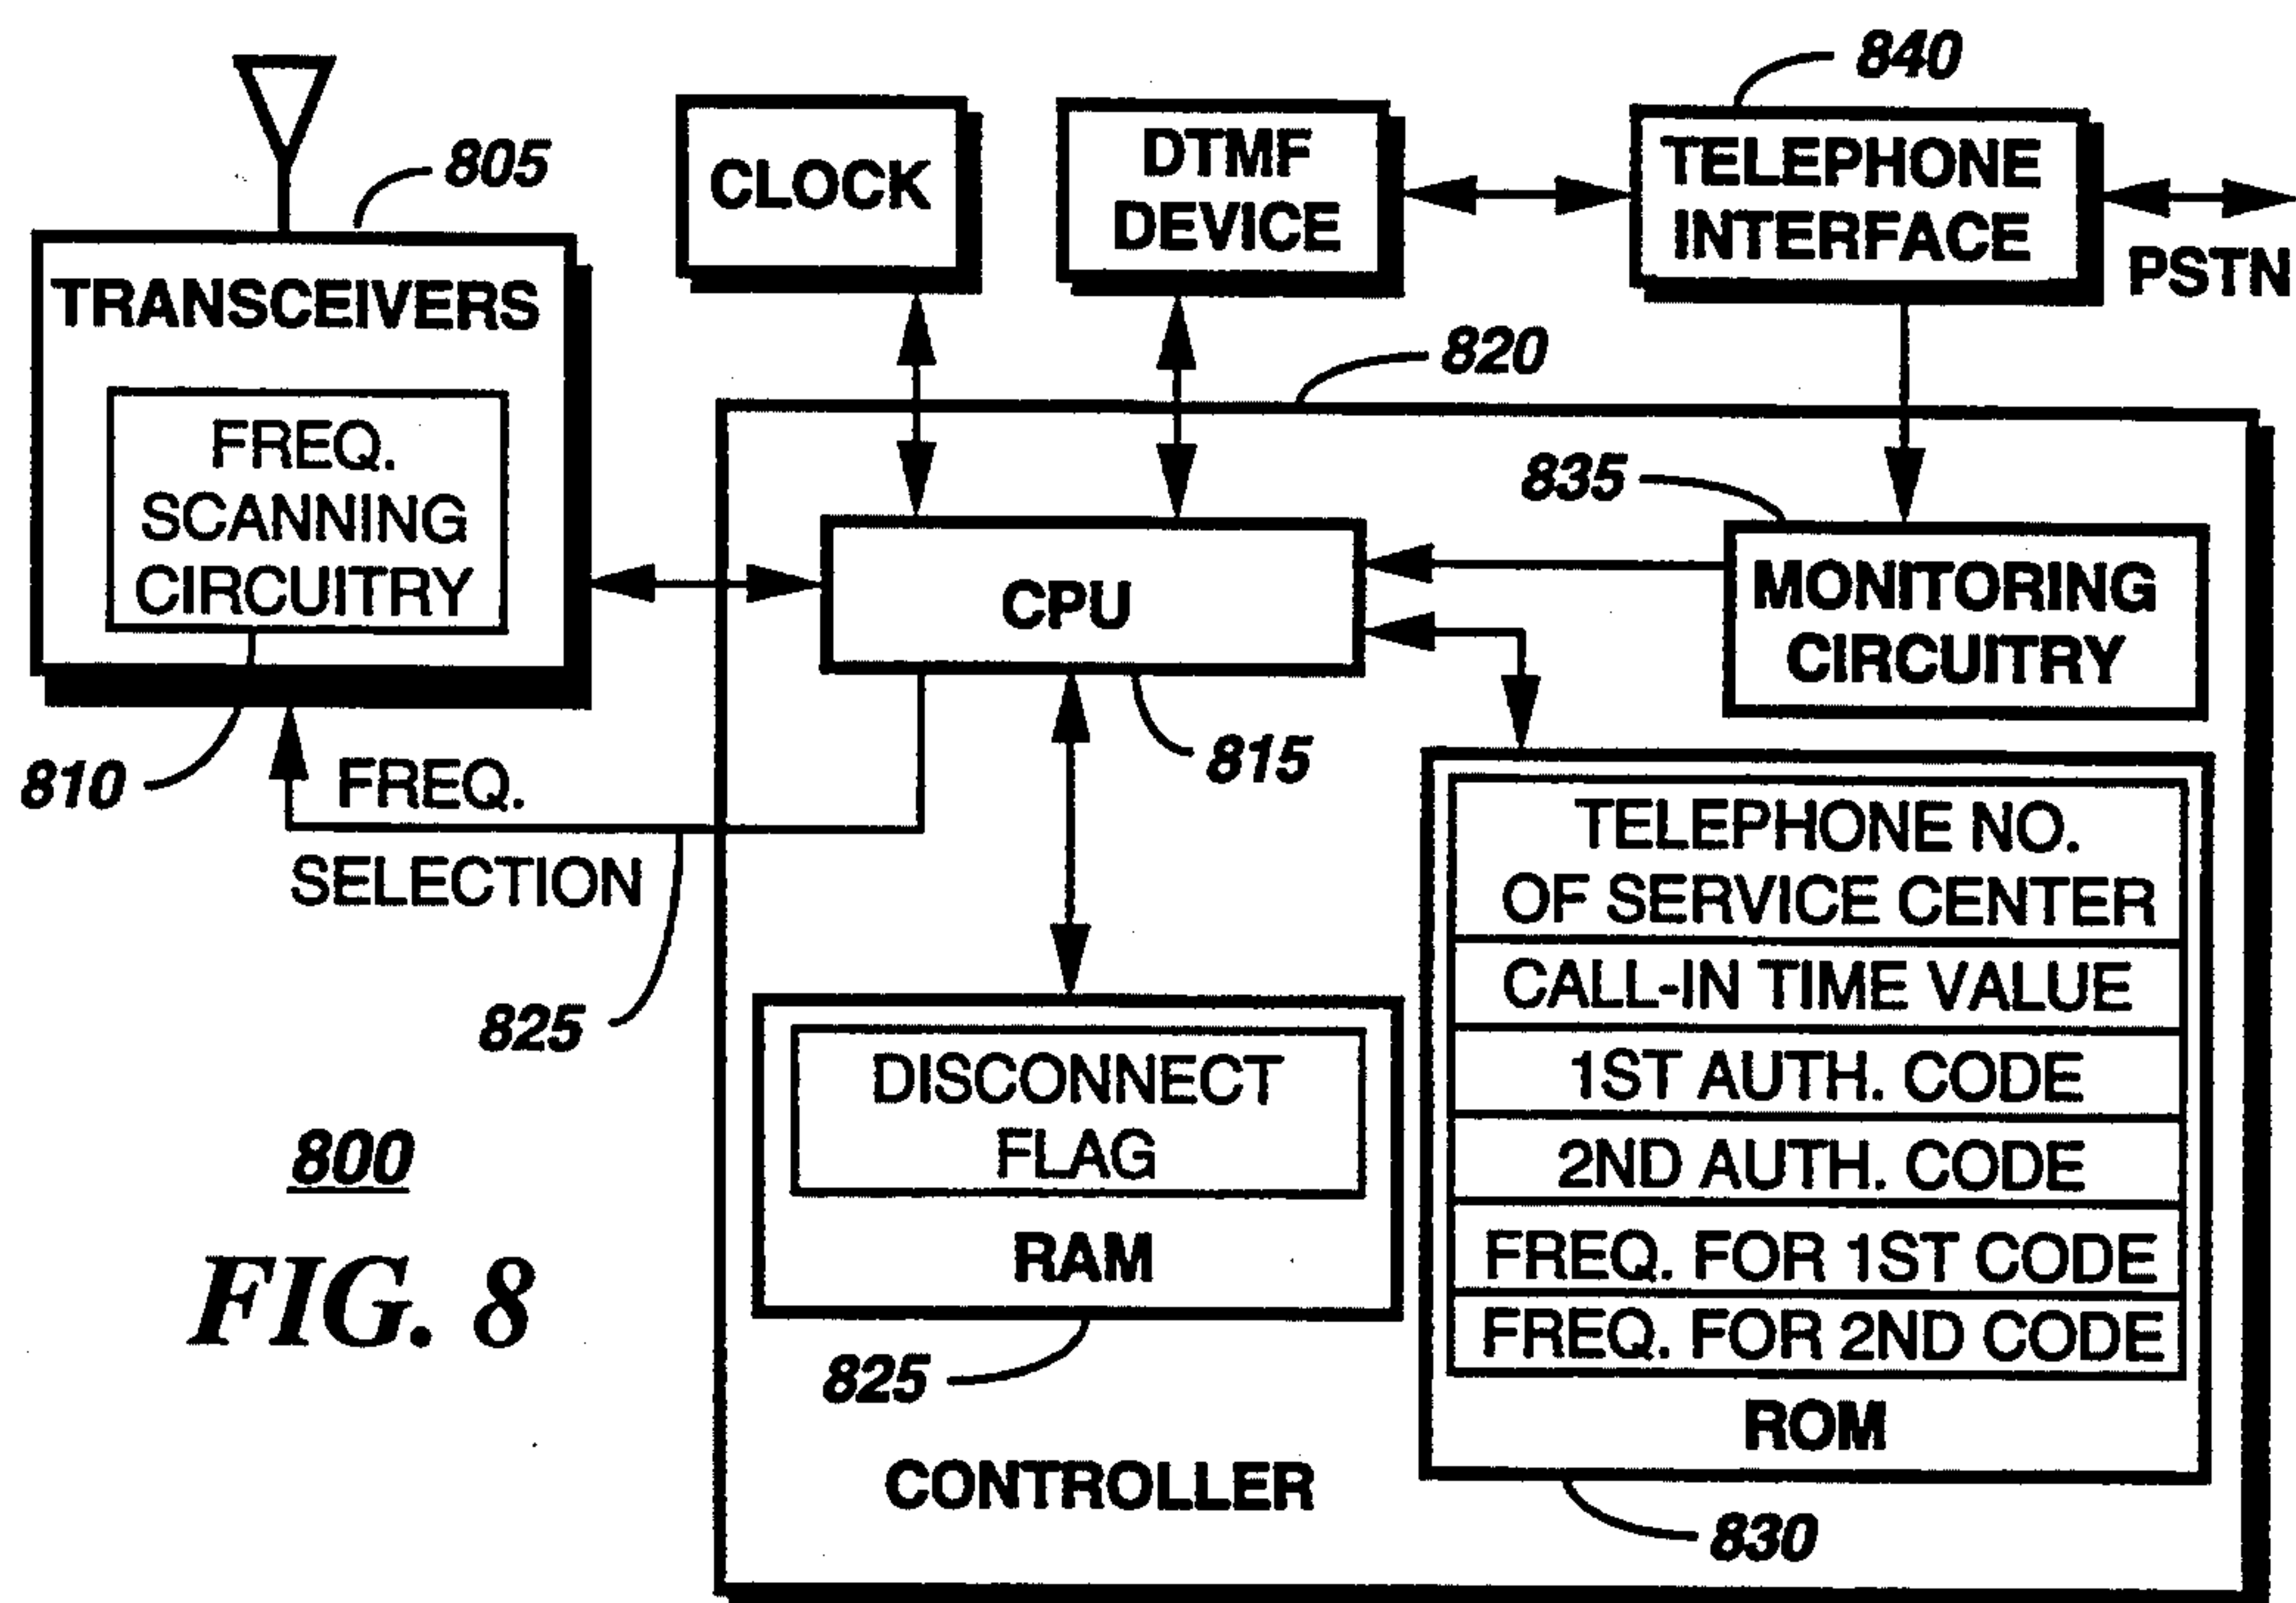 840
805
CLOCK
DTMF
DEVICE
TELEPHONE
INTERFACE
PSTN
TRANSCEIVERS
FREQ.
SCANNING
CIRCUITRY
820
835
CPU
MONITORING
CIRCUITRY
815
810
FREQ.
SELECTION
825
TELEPHONE NO.
OF SERVICE CENTER
CALL-IN TIME VALUE
1ST AUTH. CODE
2ND AUTH. CODE
FREQ. FOR 1ST CODE
FREQ. FOR 2ND CODE
ROM
830
DISCONNECT
FLAG
RAM
825
CONTROLLER
800
FIG. 8